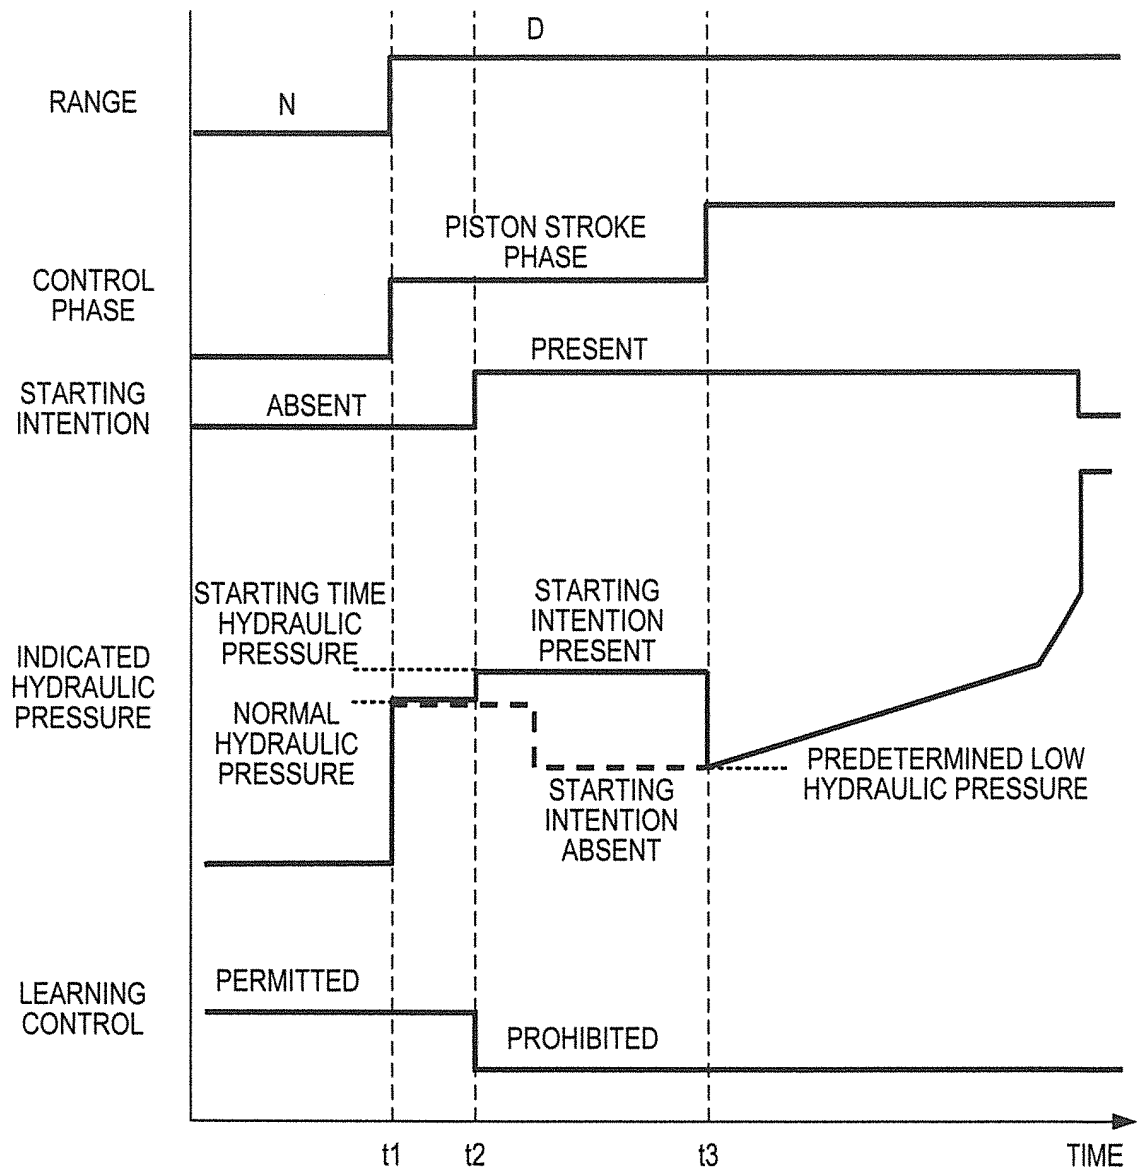 D
RANGE
N
PISTON STROKE
PHASE
CONTROL
PHASE
PRESENT
STARTING
INTENTION
ABSENT
STARTING TIME
HYDRAULIC
PRESSURE
STARTING
INTENTION
PRESENT
INDICATED
HYDRAULIC
PRESSURE
NORMAL
HYDRAULIC
PRESSURE
PREDETERMINED LOW
HYDRAULIC PRESSURE
STARTING
INTENTION
ABSENT
PERMITTED
LEARNING
CONTROL
PROHIBITED
t1
t2
t3
TIME